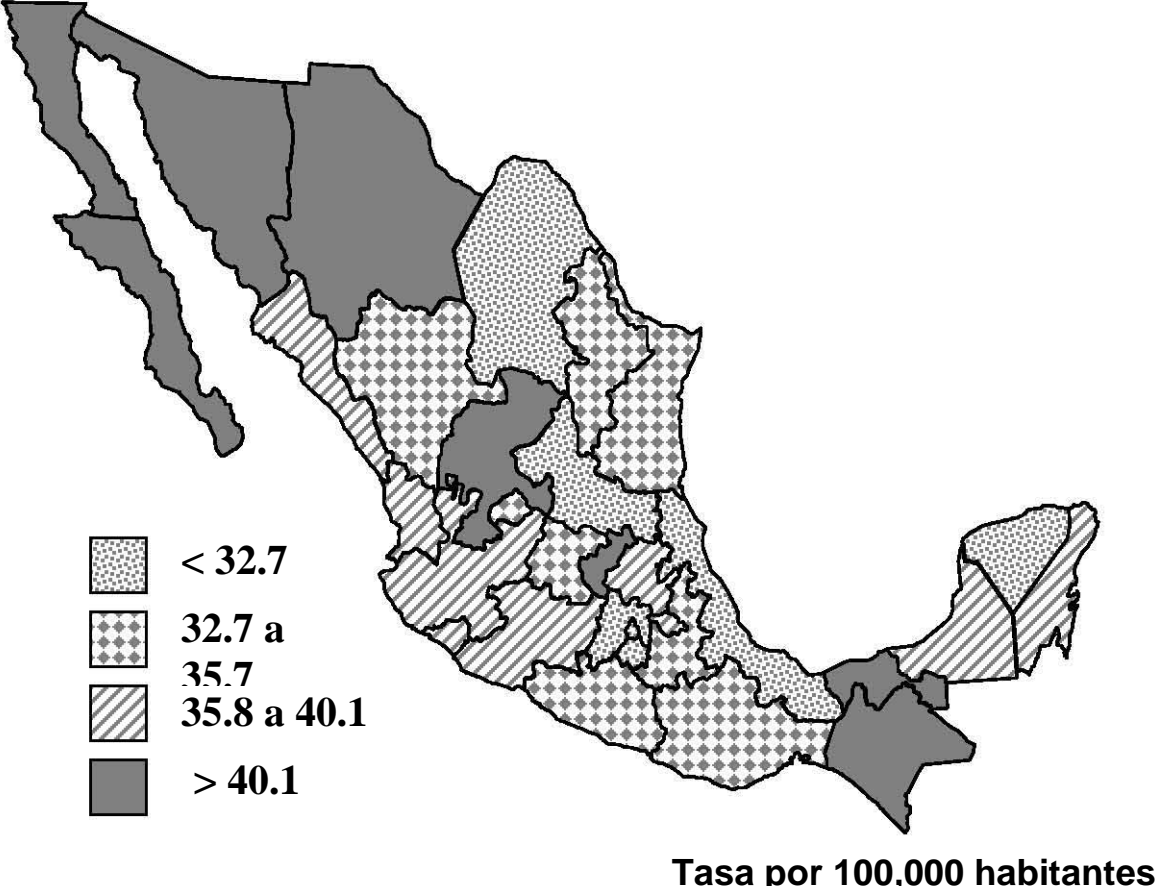 < 32.7
32.7 a
35.7
35.8 a 40.1
> 40.1
Tasa por 100,000 habitantes